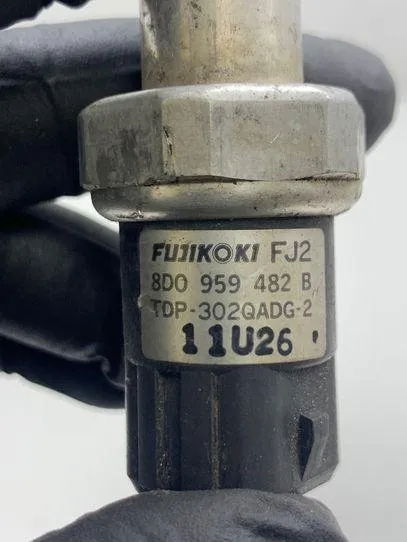 FUJIKOKI FJ2
8D0 959 482 B
TDP-302QADG-2
11U26